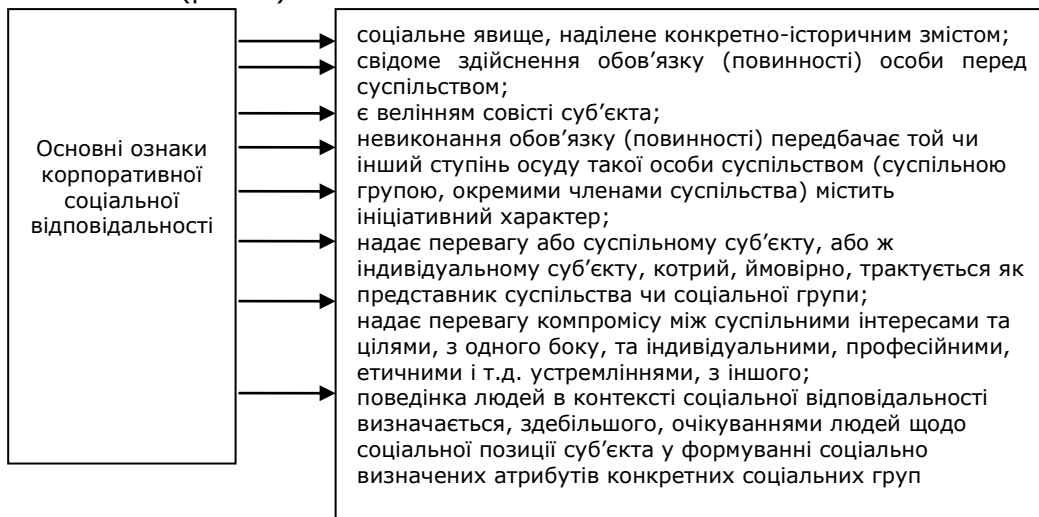 Основні ознаки
корпоративної
соціальної
відповідальності
соціальне явище, наділене конкретно-історичним змістом;
свідоме здійснення обов’язку (повинності) особи перед
суспільством;
є велінням совісті суб’єкта;
невиконання обов’язку (повинності) передбачає той чи
інший ступінь осуду такої особи суспільством (суспільною
групою, окремими членами суспільства) містить
ініціативний характер;
надає перевагу або суспільному суб’єкту, або ж
індивідуальному суб’єкту, котрий, ймовірно, трактується як
представник суспільства чи соціальної групи;
надає перевагу компромісу між суспільними інтересами та
цілями, з одного боку, та індивідуальними, професійними,
етичними і т.д. устремліннями, з іншого;
поведінка людей в контексті соціальної відповідальності
визначається, здебільшого, очікуваннями людей щодо
соціальної позиції суб’єкта у формуванні соціально
визначених атрибутів конкретних соціальних груп